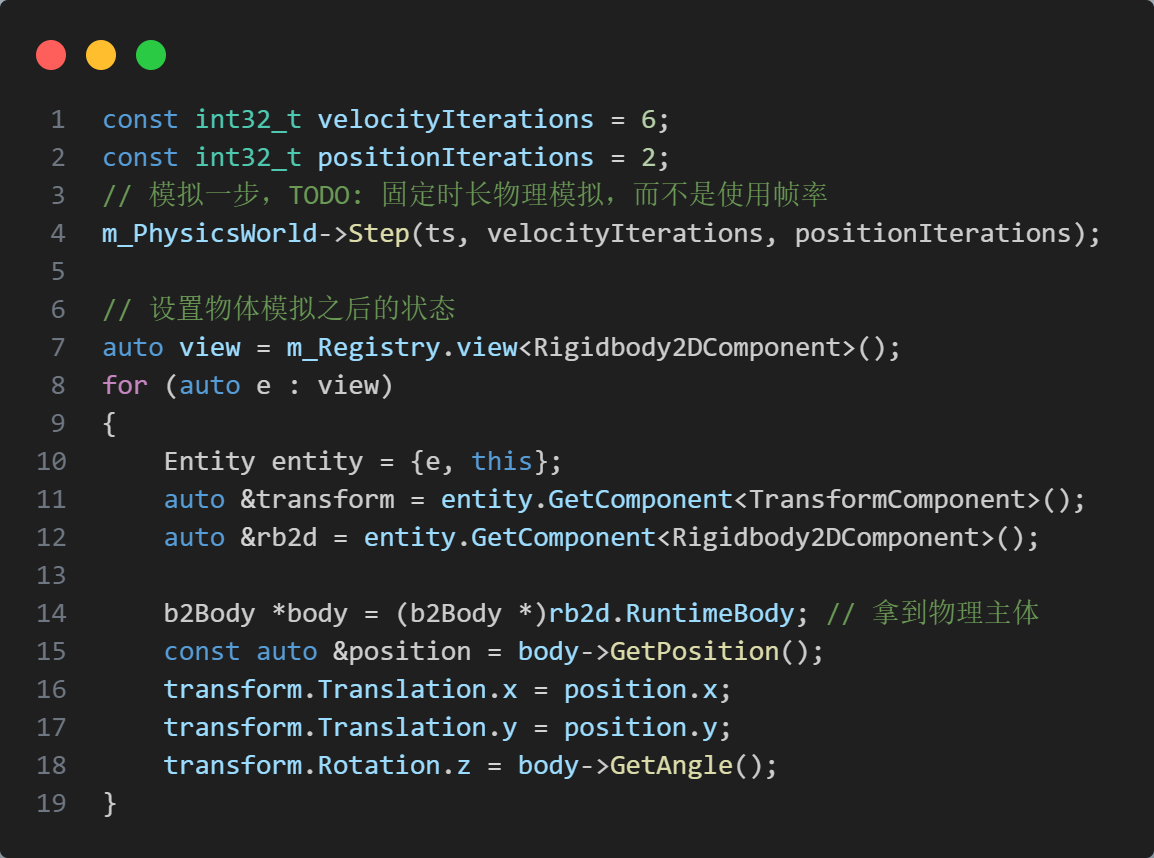 1 const int32_t velocityIterations = 6;
2 const int32_t positionIterations = 2;
3 // 模拟一步，TODO: 固定时长物理模拟，而不是使用帧率
4 m_PhysicsWorld->Step(ts, velocityIterations, positionIterations);
5
6 // 设置物体模拟之后的状态
7 auto view = m_Registry.view<Rigidbody2DComponent>();
8 for (auto e : view)
9 {
10     Entity entity = {e, this};
11     auto &transform = entity.GetComponent<TransformComponent>();
12     auto &rb2d = entity.GetComponent<Rigidbody2DComponent>();
13
14     b2Body *body = (b2Body *)rb2d.RuntimeBody; // 拿到物理主体
15     const auto &position = body->GetPosition();
16     transform.Translation.x = position.x;
17     transform.Translation.y = position.y;
18     transform.Rotation.z = body->GetAngle();
19 }